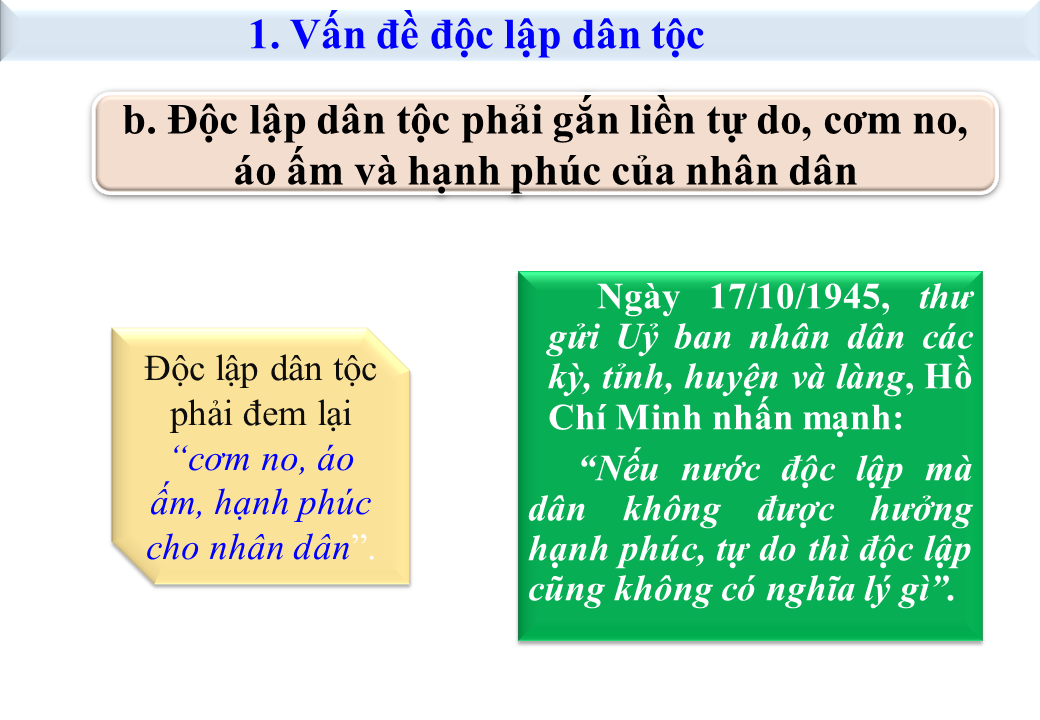 1. Vấn đề độc lập dân tộc
b. Độc lập dân tộc phải gắn liền tự do, cơm no,
áo ấm và hạnh phúc của nhân dân
Độc lập dân tộc
phải đem lại
“cơm no, áo
ấm, hạnh phúc
cho nhân dân”.
Ngày 17/10/1945, thư
gửi Uỷ ban nhân dân các
kỳ, tỉnh, huyện và làng, Hồ
Chí Minh nhấn mạnh:
“Nếu nước độc lập mà
dân không được hưởng
hạnh phúc, tự do thì độc lập
cũng không có nghĩa lý gì”.